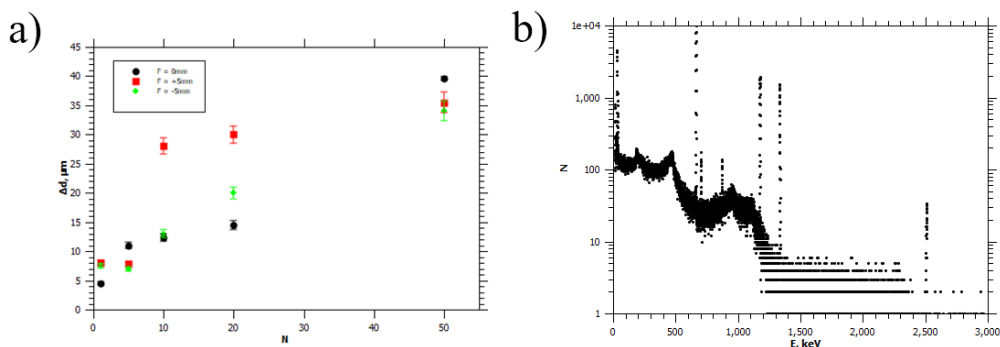 a)
45
40
35
30
25
20
15
10
5
0
Δd, μm
F = 0mm
F = +5mm
F = -5mm
0 10 20 30 40 50
N
b)
1e+04
1,000
100
10
1
N
0 500 1,000 1,500 2,000 2,500 3,000
E, keV